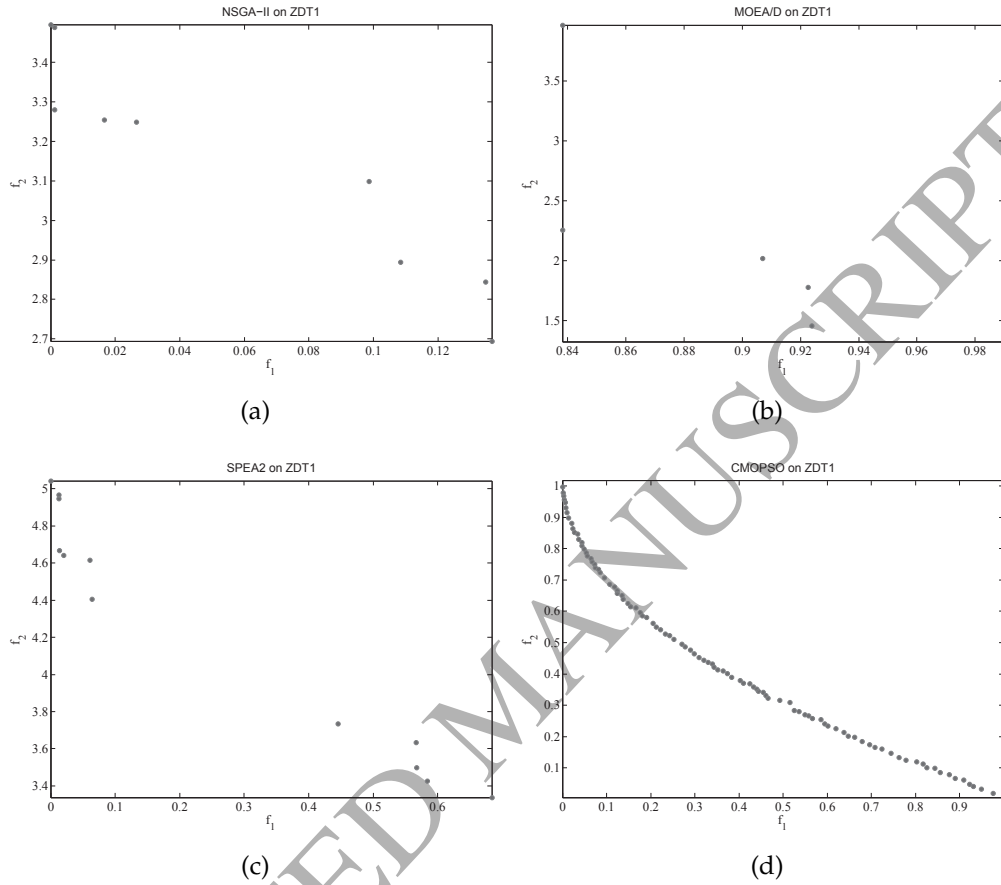 NSGA−II on ZDT1
3.4
3.3
3.2
3.1
3
2.9
2.8
2.7
f2
0 0.02 0.04 0.06 0.08 0.1 0.12
f1
(a)
MOEA/D on ZDT1
3.5
3
2.5
2
1.5
f2
0.84 0.86 0.88 0.9 0.92 0.94 0.96 0.98
f1
(b)
SPEA2 on ZDT1
5
4.8
4.6
4.4
4.2
4
3.8
3.6
3.4
f2
0 0.1 0.2 0.3 0.4 0.5 0.6
f1
(c)
CMOPSO on ZDT1
1
0.9
0.8
0.7
0.6
0.5
0.4
0.3
0.2
0.1
f2
0 0.1 0.2 0.3 0.4 0.5 0.6 0.7 0.8 0.9
f1
(d)
ED MANUSCRIPT